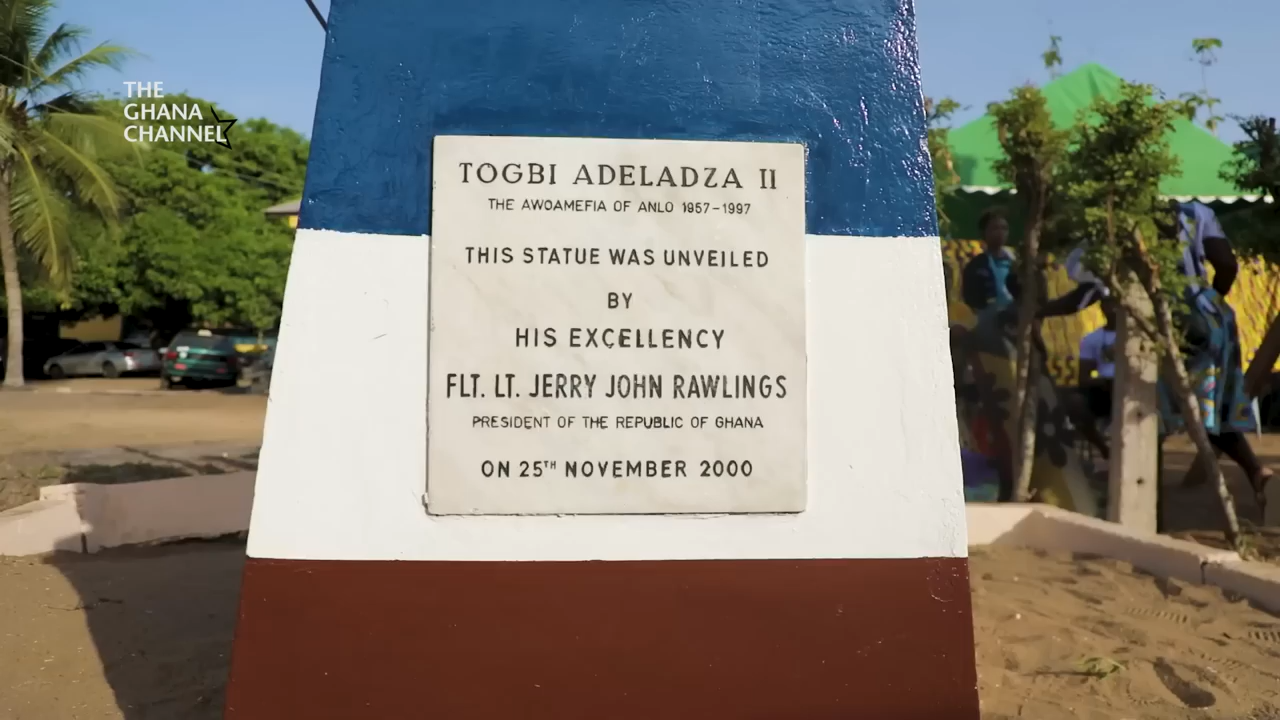 THE
GHANA
CHANNEL
TOGBI ADELADZA II
THE AWOAMEFIA OF ANLO 1957-1997
THIS STATUE WAS UNVEILED
BY
HIS EXCELLENCY
FLT. LT. JERRY JOHN RAWLINGS
PRESIDENT OF THE REPUBLIC OF GHANA
ON 25TH NOVEMBER 2000